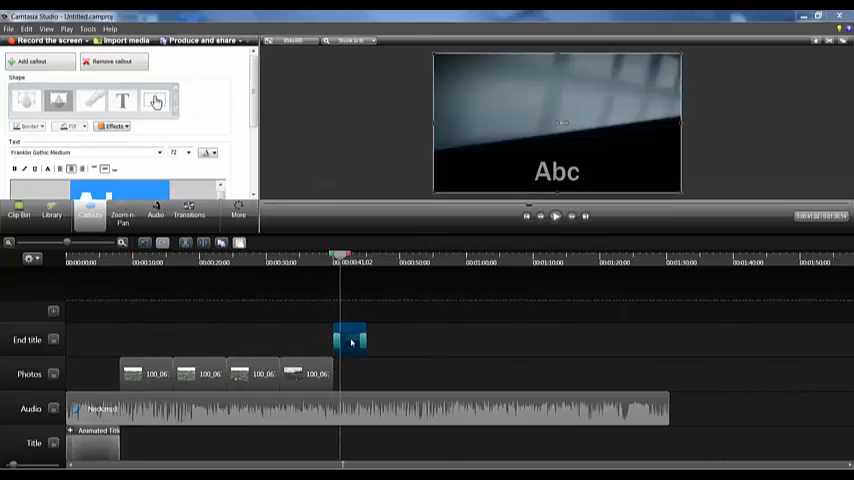 Camtasia Studio - Untitled.camproj
File Edit View Play Tools Help
Record the screen Import media Produce and share
Shrink to fit
Add callout Remove callout
Shape
T
Border Fill Effects
Text
Franklin Gothic Medium 72 A
B I U A
Abc
Clip Bin Library Callouts Zoom-n-Pan Audio Transitions More
00:00:00;00 00:00:10;00 00:00:20;00 00:00:30;00 00:00:41;02 00:00:50;00 00:01:00;00 00:01:10;00 00:01:20;00 00:01:30;00 00:01:40;00 00:01:50;00
End title
Photos 100_06 100_06 100_06 100_06
Audio
Title Animated Title